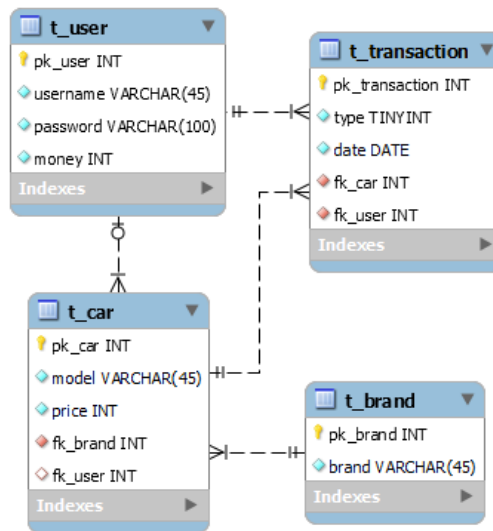 t_user
pk_user INT
username VARCHAR(45)
password VARCHAR(100)
money INT
Indexes
t_transaction
pk_transaction INT
type TINYINT
date DATE
fk_car INT
fk_user INT
Indexes
t_car
pk_car INT
model VARCHAR(45)
price INT
fk_brand INT
fk_user INT
Indexes
t_brand
pk_brand INT
brand VARCHAR(45)
Indexes